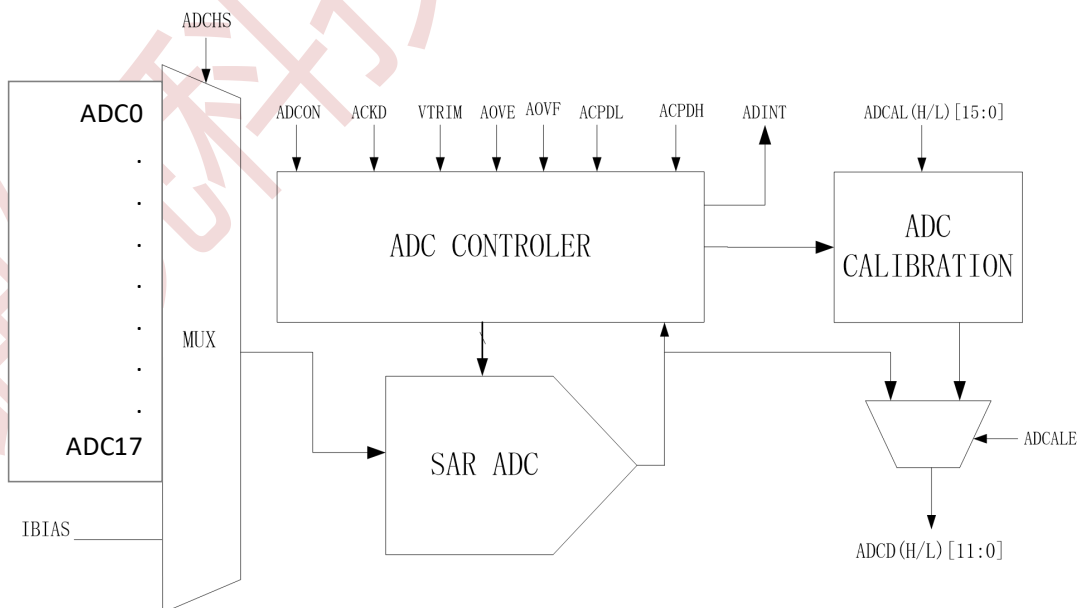 ADCHS
ADC0
ADC17
IBIAS
MUX
ADCON
ACKD
VTRIM
AOVE
AOVF
ACPDL
ACPDH
ADINT
ADCAL(H/L)[15:0]
ADC CONTROLER
ADC
CALIBRATION
SAR ADC
ADCALE
ADCD(H/L)[11:0]
科